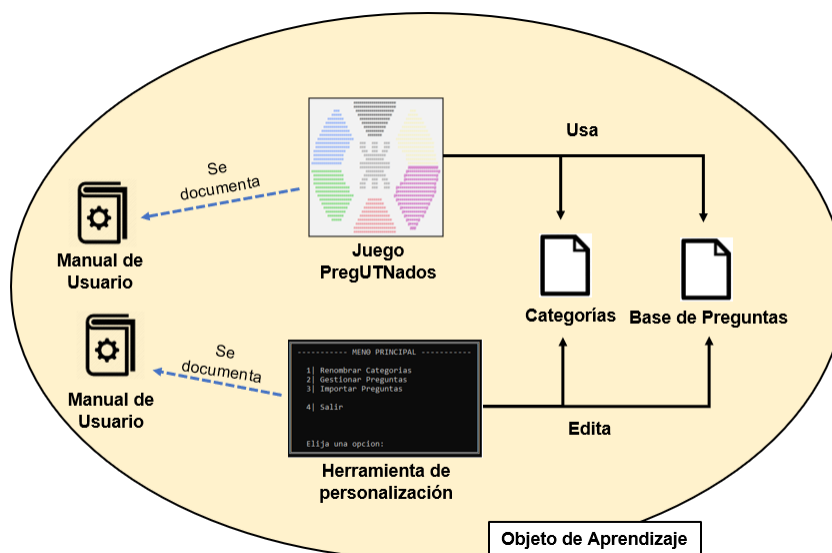 Usa
Se
documenta
Juego
PregUTNados
Manual de
Usuario
Categorías
Base de Preguntas
Se
documenta
Manual de
Usuario
----------- MENO PRINCIPAL -----------
1| Renombrar Categorias
2| Gestionar Preguntas
3| Importar Preguntas
4| Salir
Elija una opcion:
Edita
Herramienta de
personalización
Objeto de Aprendizaje